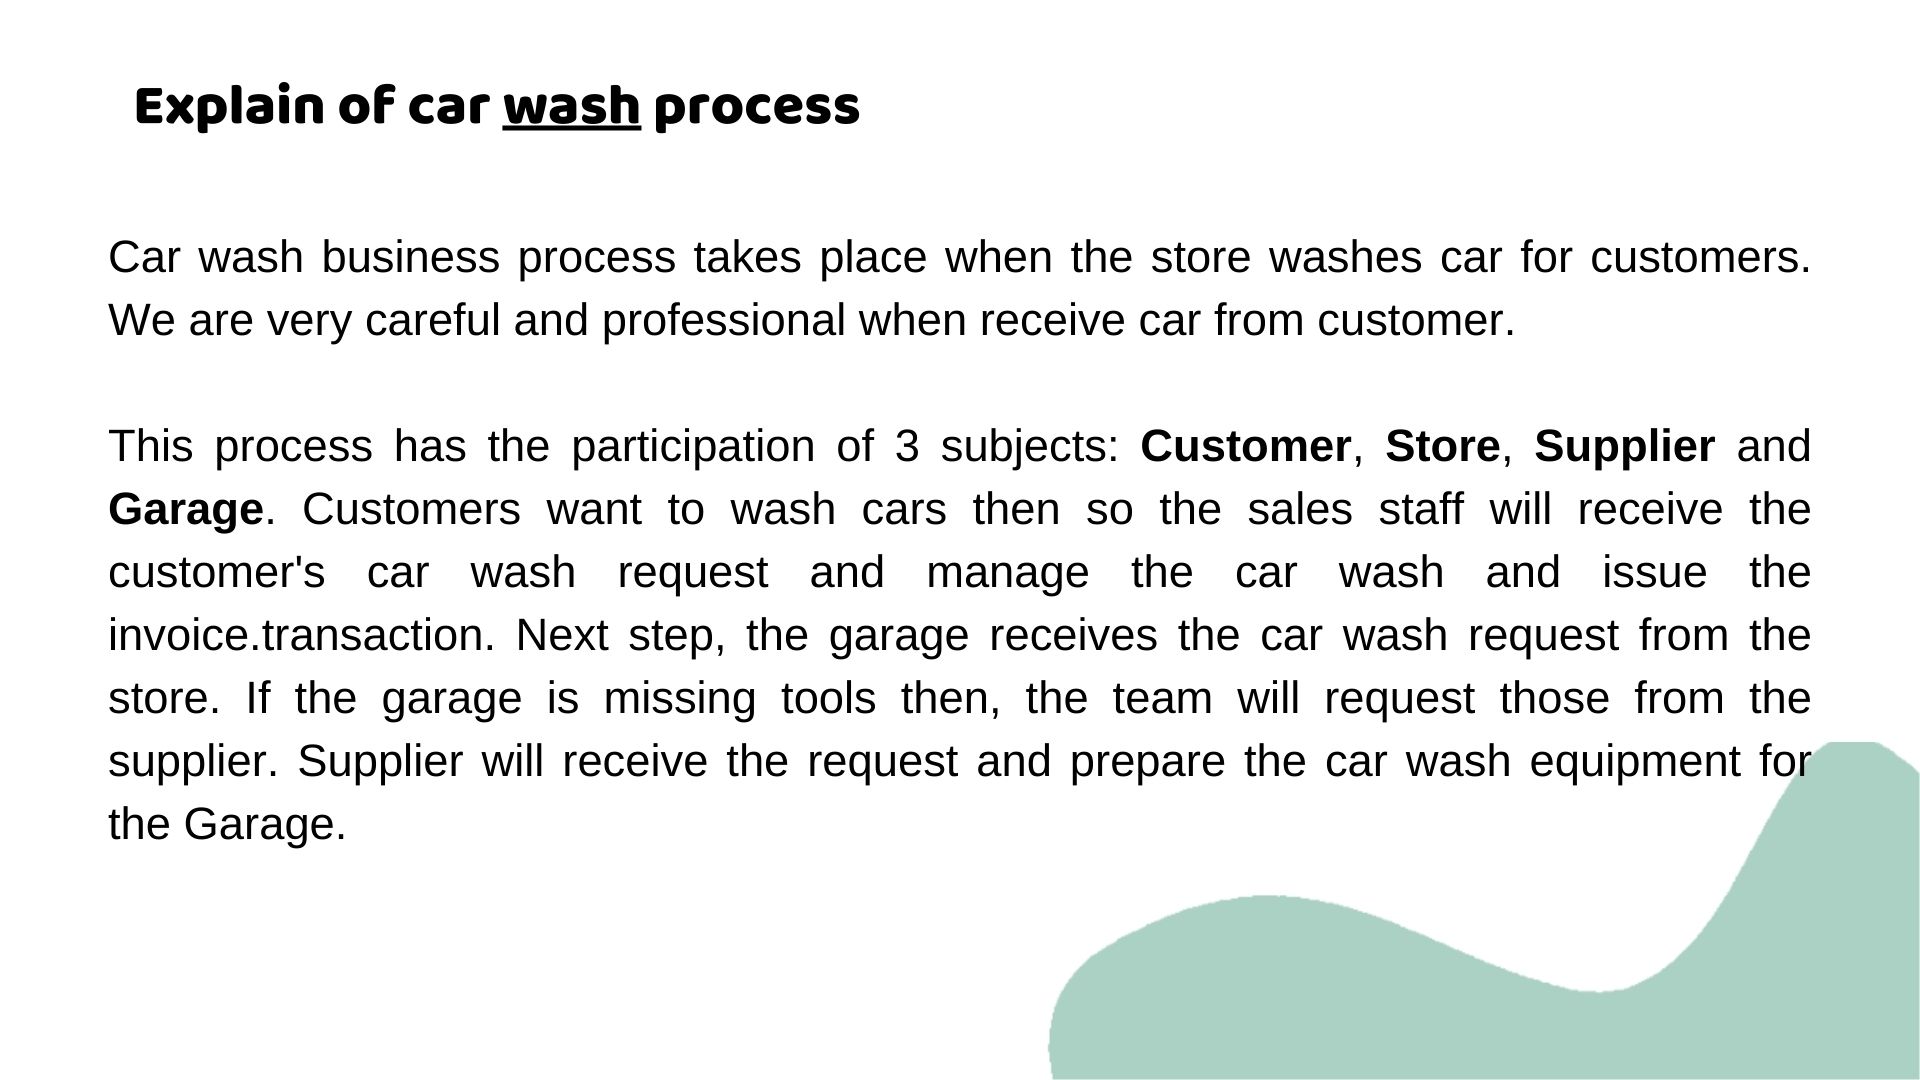 Explain of car wash process
Car wash business process takes place when the store washes car for customers.
We are very careful and professional when receive car from customer.
This process has the participation of 3 subjects: Customer, Store, Supplier and
Garage. Customers want to wash cars then so the sales staff will receive the
customer's car wash request and manage the car wash and issue the
invoice.transaction. Next step, the garage receives the car wash request from the
store. If the garage is missing tools then, the team will request those from the
supplier. Supplier will receive the request and prepare the car wash equipment for
the Garage.